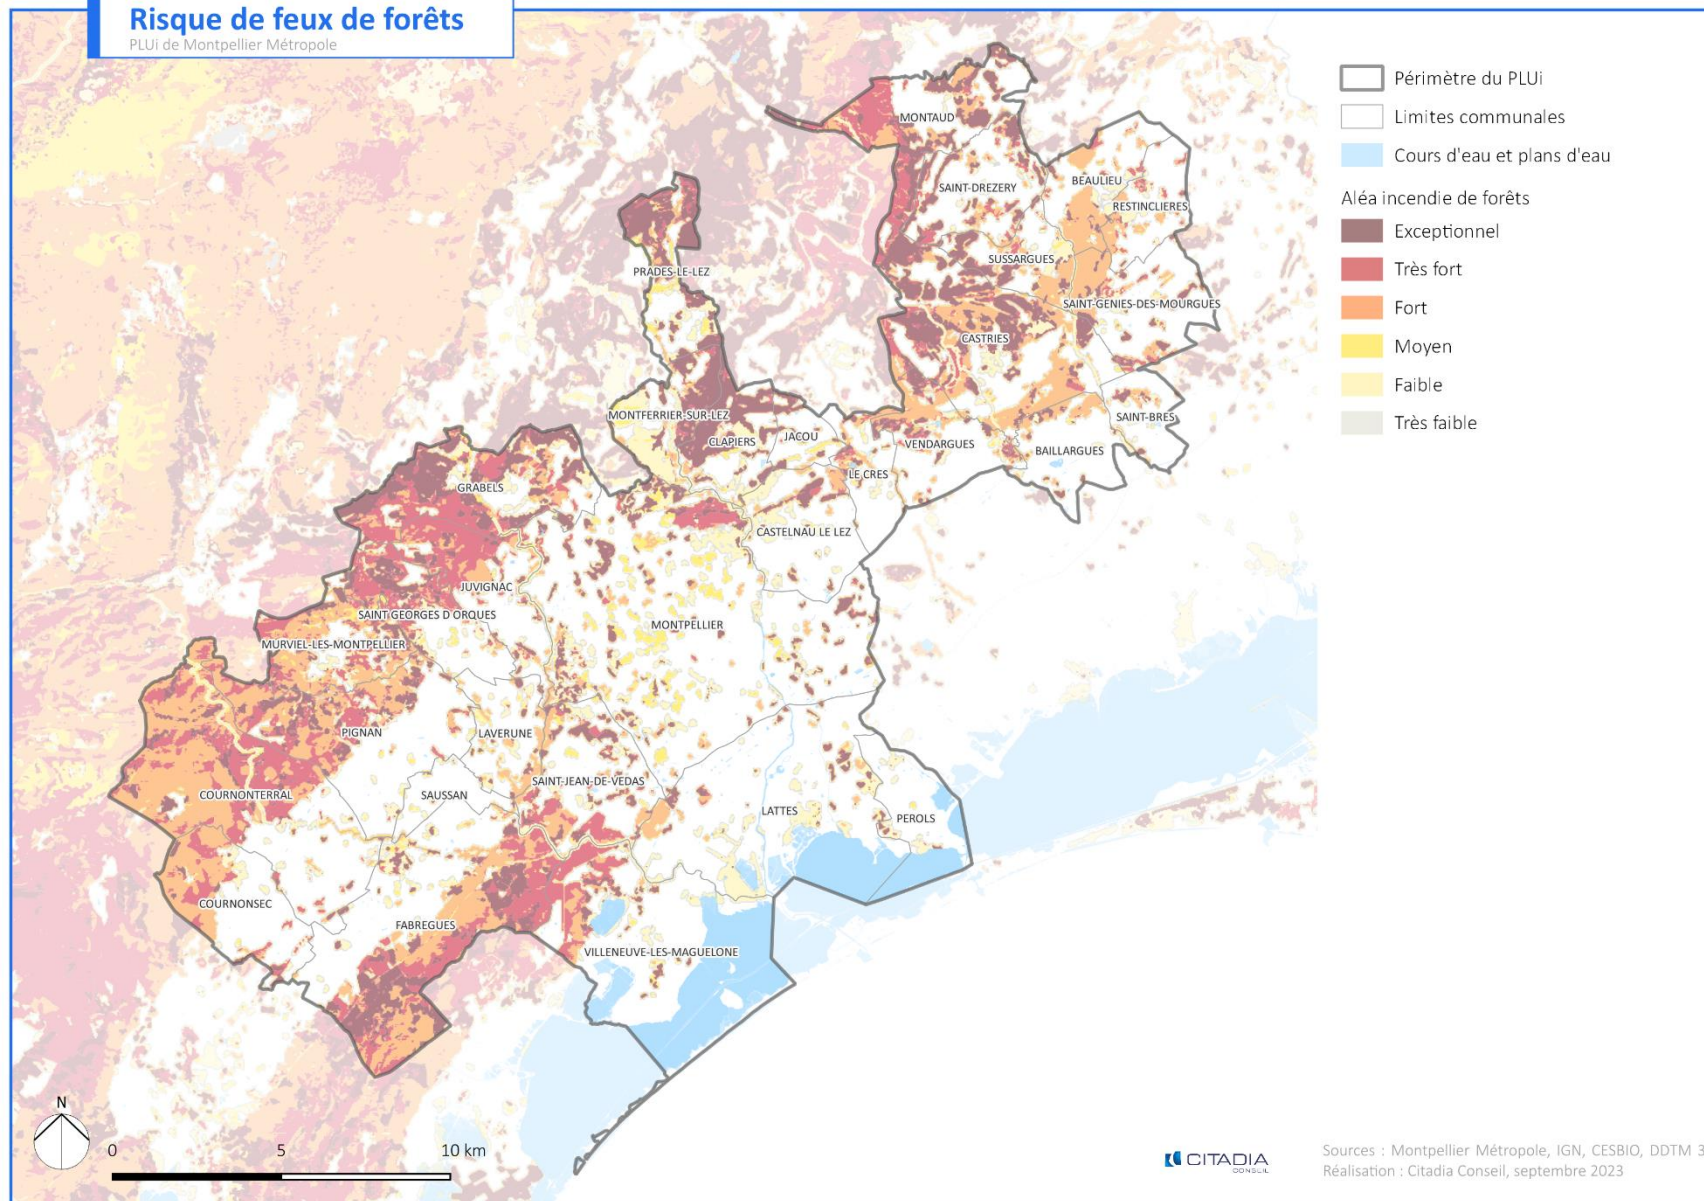 Risque de feux de forêts
PLUi de Montpellier Métropole
Périmètre du PLUi
Limites communales
Cours d'eau et plans d'eau
Aléa incendie de forêts
Exceptionnel
Très fort
Fort
Moyen
Faible
Très faible
MONTAUD
SAINT-DREZERY
BEAULIEU
RESTINCLIERES
SUSSARGUES
PRADES-LE-LEZ
SAINT-GENIES-DES-MOURGUES
CASTRIES
MONTFERRIER-SUR-LEZ
CLAPIERS
JACOU
VENDARGUES
SAINT-BRES
BAILLARGUES
LE CRES
GRABELS
CASTELNAU LE LEZ
JUVIGNAC
SAINT GEORGES D ORQUES
MONTPELLIER
MURVIEL-LES-MONTPELLIER
PIGNAN
LAVERUNE
SAINT-JEAN-DE-VEDAS
COURNONTERRAL
SAUSSAN
LATTES
PEROLS
COURNONSEC
FABREGUES
VILLENEUVE-LES-MAGUELONE
N
0 5 10 km
CITADIA
CONSEIL
Sources : Montpellier Métropole, IGN, CESBIO, DDTM 3
Réalisation : Citadia Conseil, septembre 2023